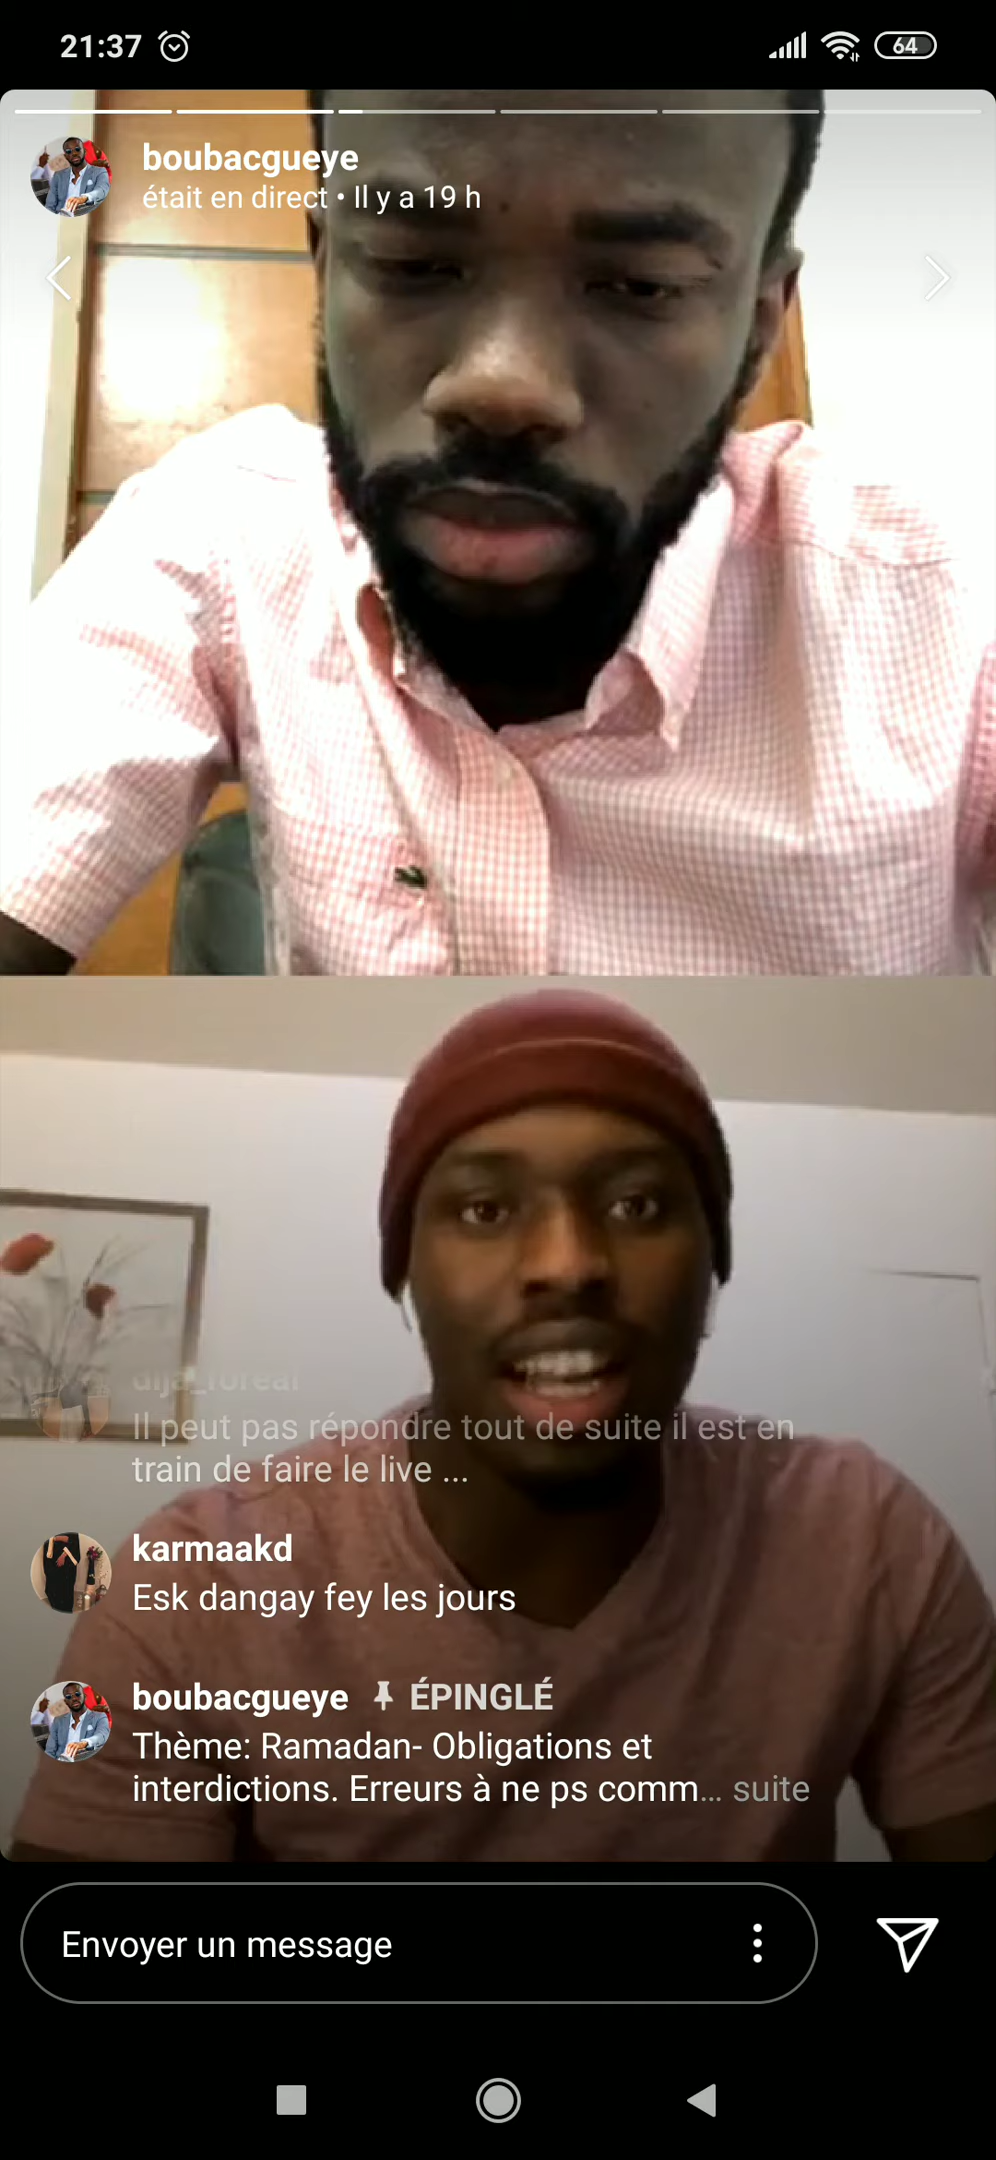 21:37
64
boubacgueye
était en direct • Il y a 19 h
dija_foreal
Il peut pas répondre tout de suite il est en
train de faire le live ...
karmaakd
Esk dangay fey les jours
boubacgueye ÉPINGLÉ
Thème: Ramadan- Obligations et
interdictions. Erreurs à ne ps comm... suite
Envoyer un message